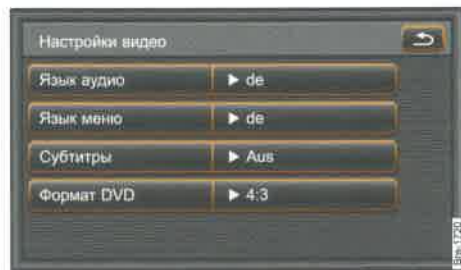 Настройки видео
Язык аудио ▶ de
Язык меню ▶ de
Субтитры ▶ Aus
Формат DVD ▶ 4:3